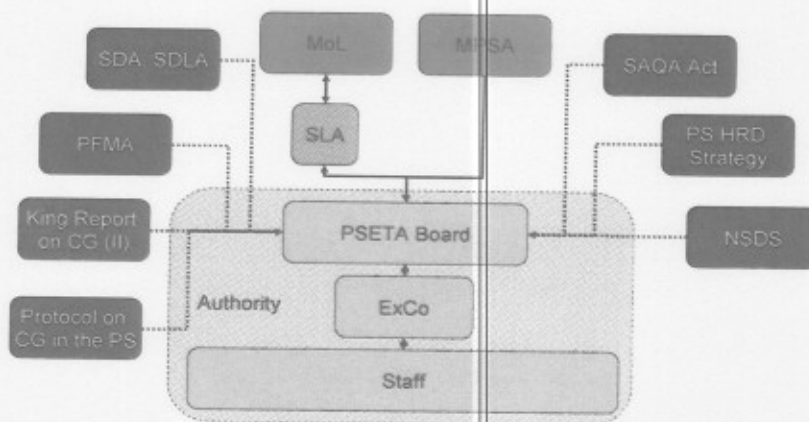 MoL
MPSA
SDA, SDLA
SAQA Act
SLA
PFMA
PS HRD
Strategy
King Report
on CG (II)
PSETA Board
NSDS
Authority
ExCo
Protocol on
CG in the PS
Staff